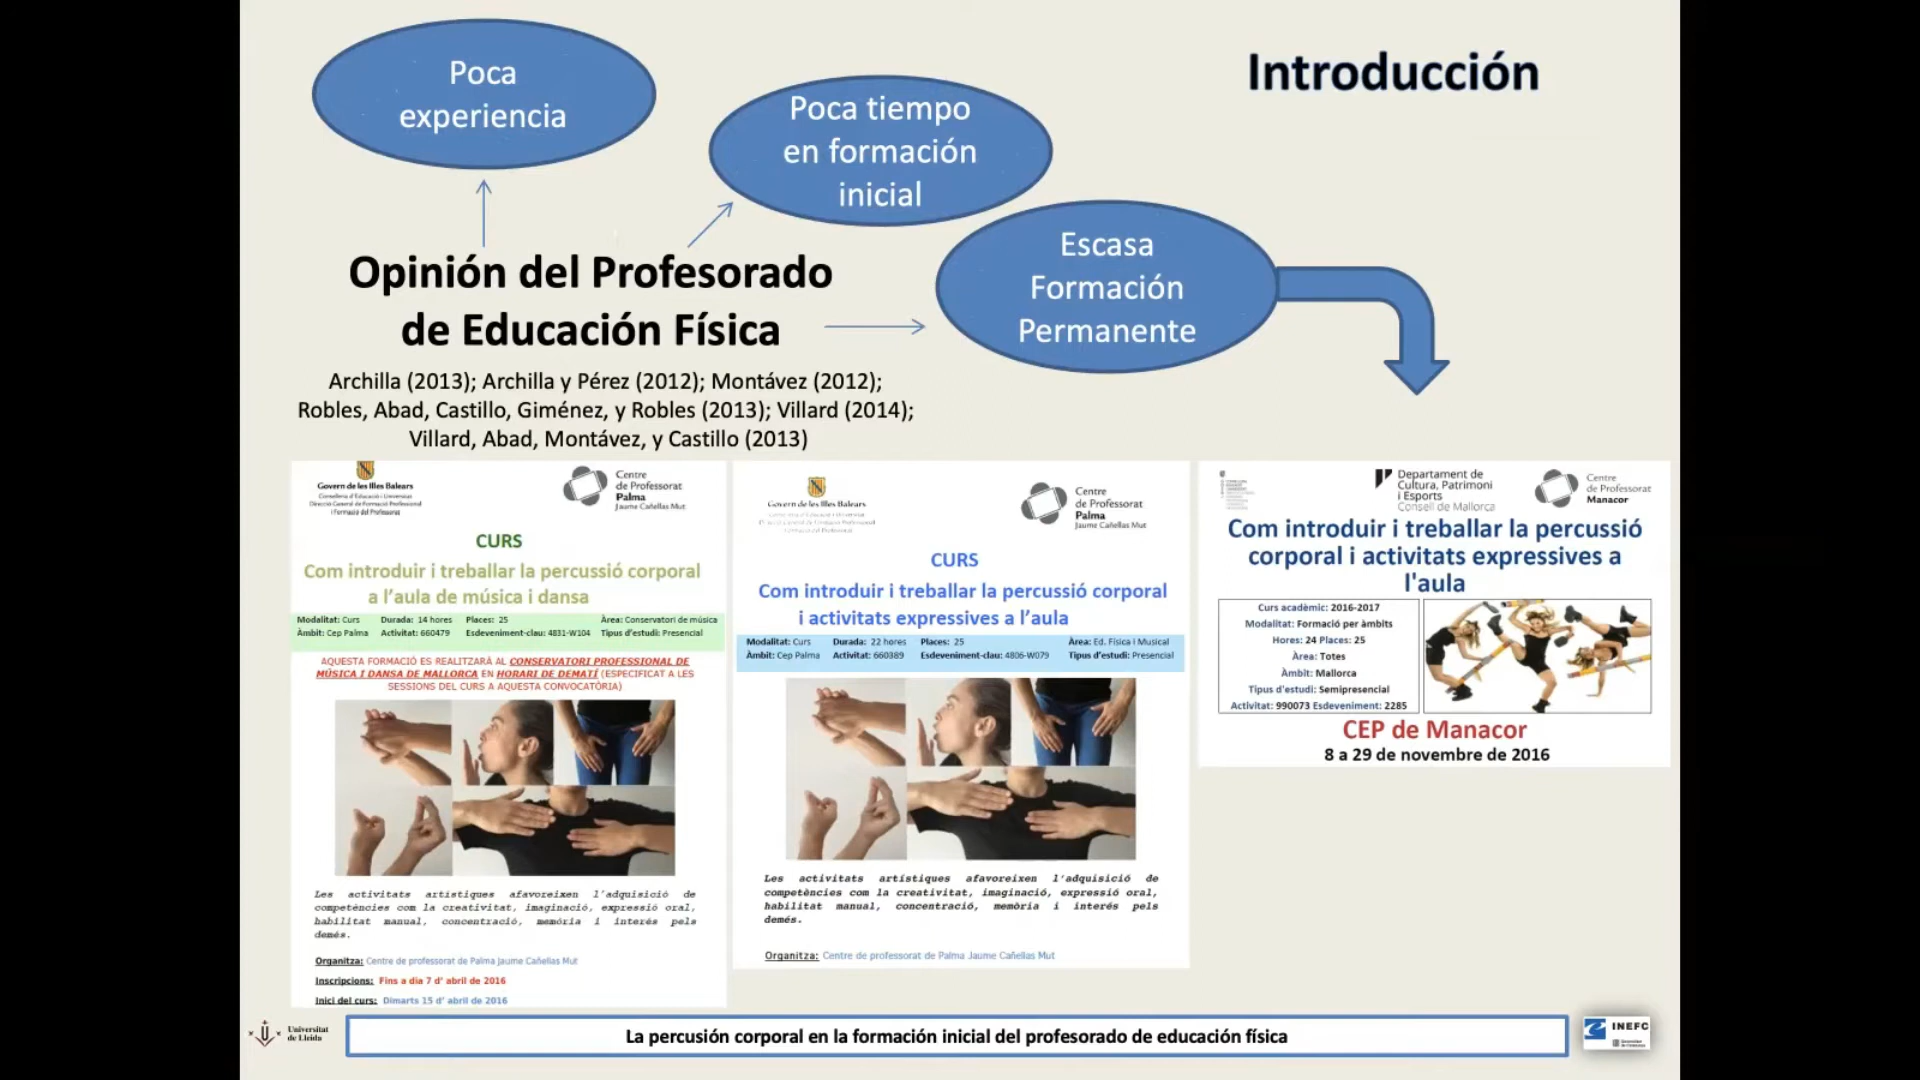 Introducción
Poca
experiencia
Poca tiempo
en formación
inicial
Escasa
Formación
Permanente
Opinión del Profesorado
de Educación Física
Archilla (2013); Archilla y Pérez (2012); Montávez (2012);
Robles, Abad, Castillo, Giménez, y Robles (2013); Villard (2014);
Villard, Abad, Montávez, y Castillo (2013)
Govern de les Illes Balears
Conselleria d'Educació i Universitat
Direcció General de Formació Professional
i Formació del Professorat
Centre
de Professorat
Palma
Jaume Cañellas Mut
CURS
Com introduir i treballar la percussió corporal
a l'aula de música i dansa
Modalitat: Curs Durada: 14 hores Places: 25 Àrea: Conservatori de música
Àmbit: Cep Palma Activitat: 660479 Esdeveniment-clau: 4831-W104 Tipus d'estudi: Presencial
AQUESTA FORMACIÓ ES REALITZARÀ AL CONSERVATORI PROFESSIONAL DE
MÚSICA I DANSA DE MALLORCA EN HORARI DE DEMATÍ (ESPECIFICAT A LES
SESSIONS DEL CURS A AQUESTA CONVOCATÒRIA)
Les activitats artístiques afavoreixen l'adquisició de
competències com la creativitat, imaginació, expressió oral,
habilitat manual, concentració, memòria i interés pels
demés.
Organitza: Centre de professorat de Palma Jaume Cañellas Mut
Inscripcions: Fins a dia 7 d' abril de 2016
Inici del curs: Dimarts 15 d' abril de 2016
Govern de les Illes Balears
Centre
de Professorat
Palma
Jaume Cañellas Mut
CURS
Com introduir i treballar la percussió corporal
i activitats expressives a l'aula
Modalitat: Curs Durada: 22 hores Places: 25 Àrea: Ed. Física i Musical
Àmbit: Cep Palma Activitat: 660389 Esdeveniment-clau: 4806-W079 Tipus d'estudi: Presencial
Les activitats artístiques afavoreixen l'adquisició de
competències com la creativitat, imaginació, expressió oral,
habilitat manual, concentració, memòria i interés pels
demés.
Organitza: Centre de professorat de Palma Jaume Cañellas Mut
Departament de
Cultura, Patrimoni
i Esports
Consell de Mallorca
Centre
de Professorat
Manacor
Com introduir i treballar la percussió
corporal i activitats expressives a
l'aula
Curs acadèmic: 2016-2017
Modalitat: Formació per àmbits
Hores: 24 Places: 25
Àrea: Totes
Àmbit: Mallorca
Tipus d'estudi: Semipresencial
Activitat: 990073 Esdeveniment: 2285
CEP de Manacor
8 a 29 de novembre de 2016
Universitat
de Lleida
La percusión corporal en la formación inicial del profesorado de educación física
INEFC